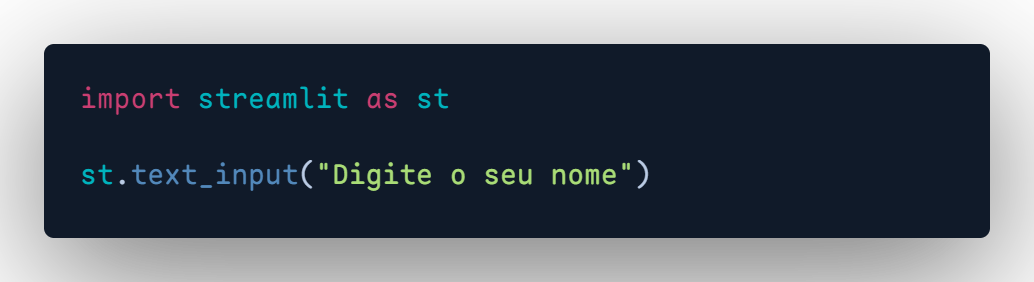 import streamlit as st
st.text_input("Digite o seu nome")